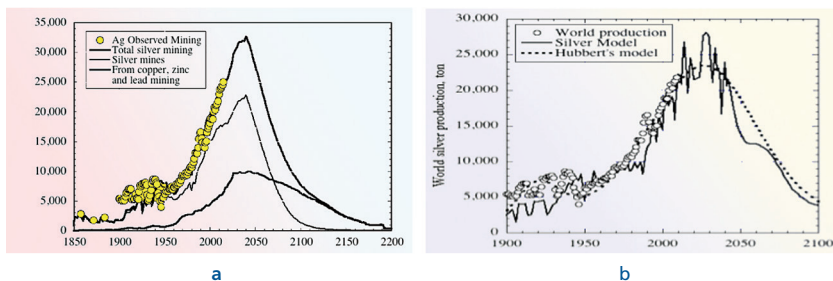 35,000
30,000
25,000
20,000
15,000
10,000
5,000
0
Ag Observed Mining
Total silver mining
Silver mines
From copper, zinc
and lead mining
1850 1900 1950 2000 2050 2100 2150 2200
a
World silver production, ton
30,000
25,000
20,000
15,000
10,000
5,000
0
World production
Silver Model
Hubbert's model
1900 1950 2000 2050 2100
b